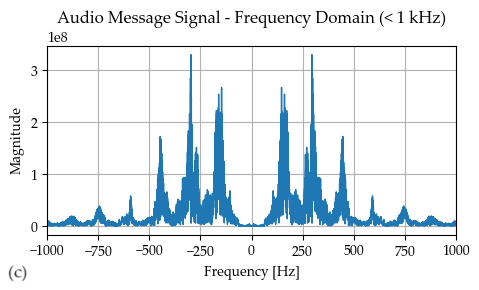 Audio Message Signal - Frequency Domain (< 1 kHz)
1e8
3
2
1
0
Magnitude
−1000 −750 −500 −250 0 250 500 750 1000
Frequency [Hz]
(c)